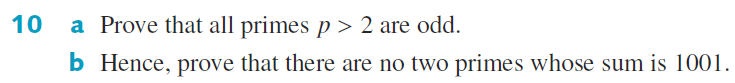 10 a Prove that all primes p > 2 are odd.
b Hence, prove that there are no two primes whose sum is 1001.